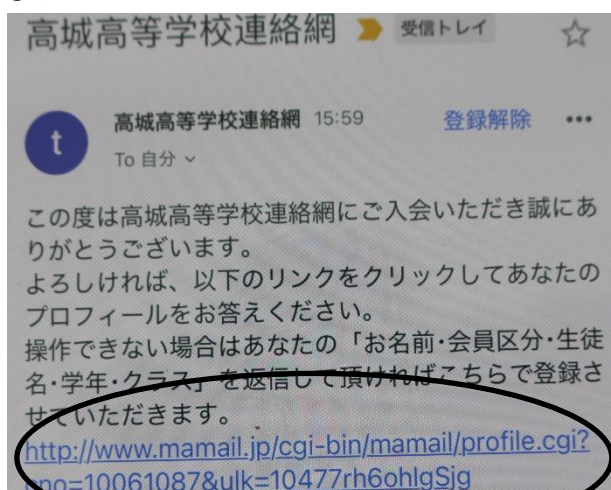 高城高等学校連絡網 受信トレイ
t
高城高等学校連絡網 15:59 登録解除
To 自分
この度は高城高等学校連絡網にご入会いただき誠にあ
りがとうございます。
よろしければ、以下のリンクをクリックしてあなたの
プロフィールをお答えください。
操作できない場合はあなたの「お名前・会員区分・生徒
名・学年・クラス」を返信して頂ければこちらで登録さ
せていただきます。
http://www.mamail.jp/cgi-bin/mamail/profile.cgi?
pno=10061087&ulk=10477rh6ohlgSjg